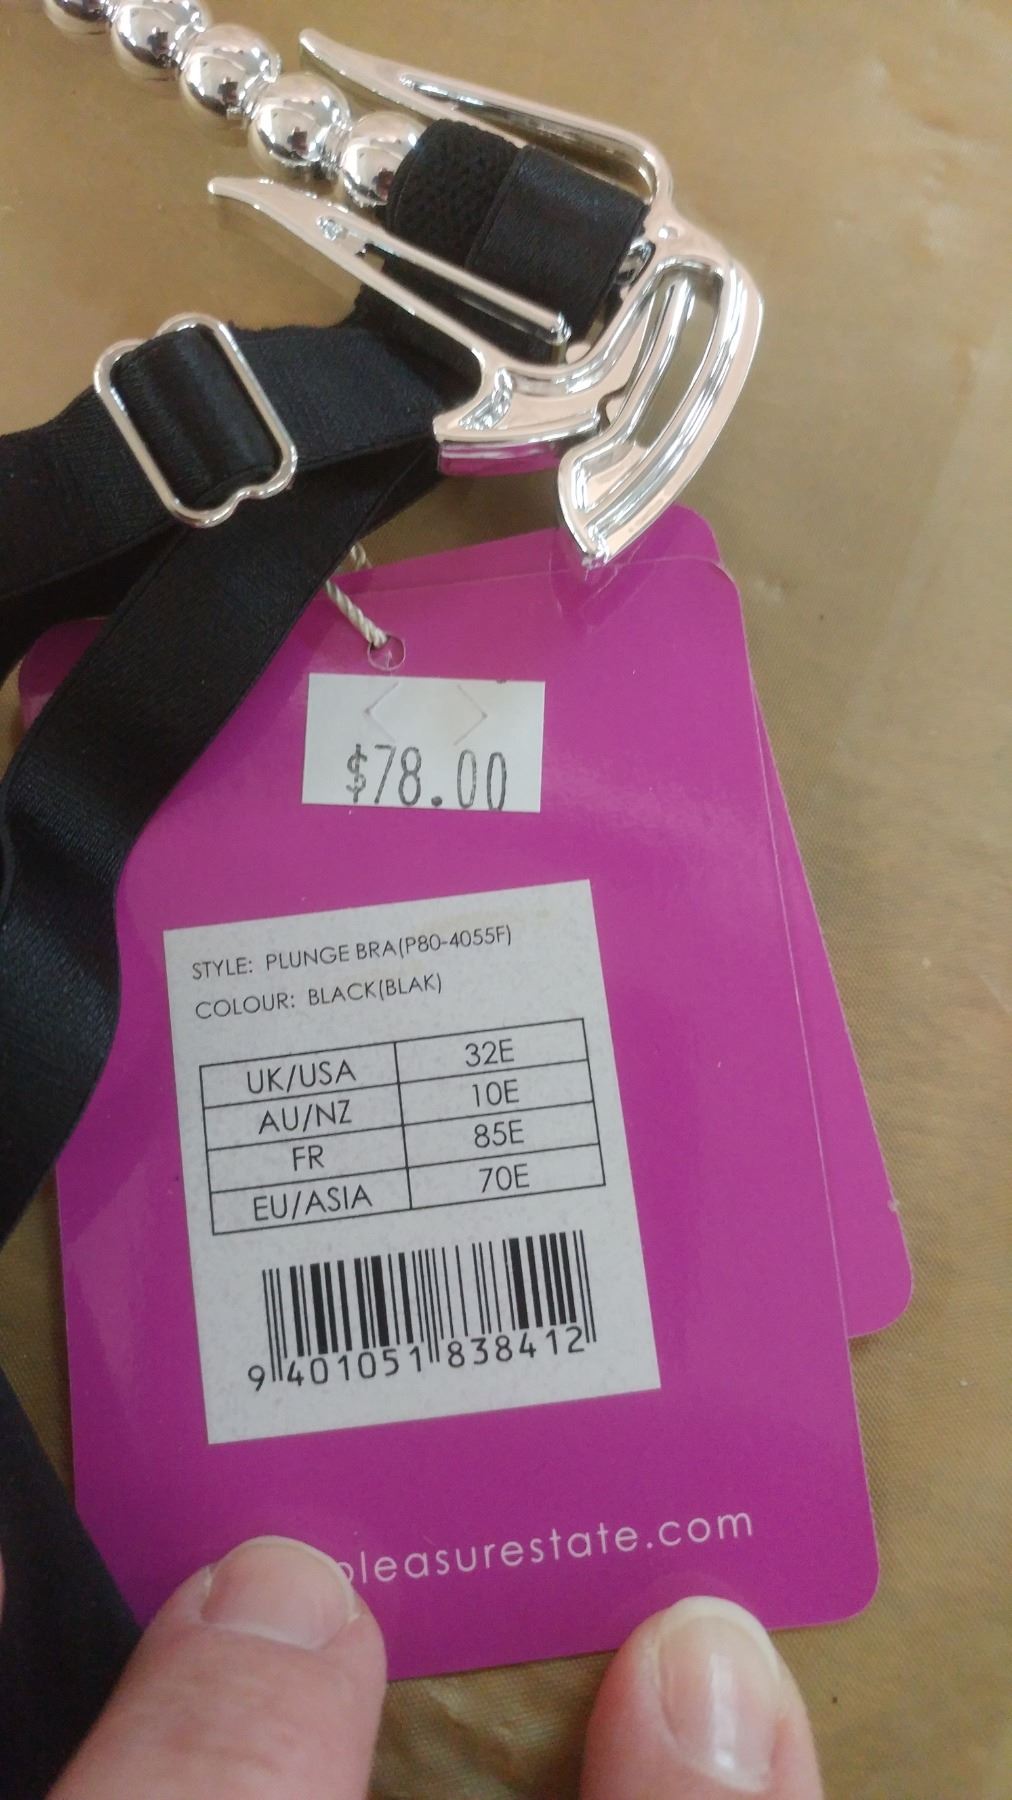 $78.00
STYLE: PLUNGE BRA(P80-4055F)
COLOUR: BLACK(BLAK)
UK/USA 32E
AU/NZ 10E
FR 85E
EU/ASIA 70E
9 401051 838412
pleasurestate.com